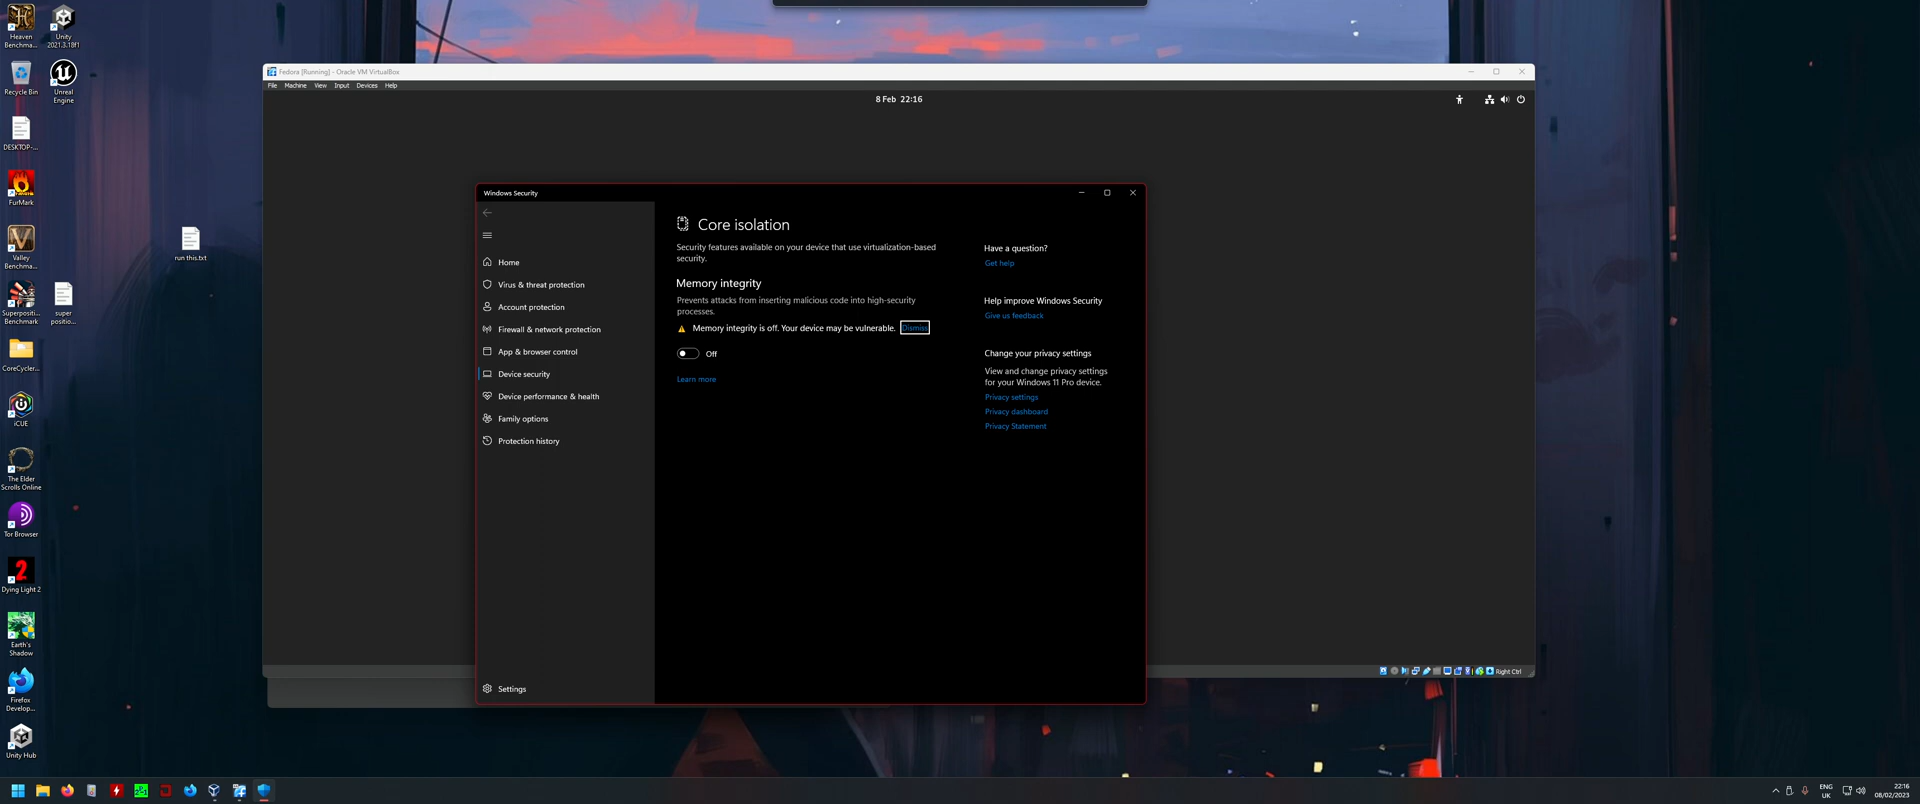 Heaven
Benchma...
Unity
2021.3.18f1
Recycle Bin
Unreal
Engine
DESKTOP-...
FurMark
Valley
Benchma...
run this.txt
Superpositi...
Benchmark
super
positio...
CoreCycler...
iCUE
The Elder
Scrolls Online
Tor Browser
Dying Light 2
Earth's
Shadow
Firefox
Develop...
Unity Hub
Fedora [Running] - Oracle VM VirtualBox
File Machine View Input Devices Help
8 Feb 22:16
Windows Security
Home
Virus & threat protection
Account protection
Firewall & network protection
App & browser control
Device security
Device performance & health
Family options
Protection history
Settings
Core isolation
Security features available on your device that use virtualization-based
security.
Memory integrity
Prevents attacks from inserting malicious code into high-security
processes.
Memory integrity is off. Your device may be vulnerable. Dismiss
Off
Learn more
Have a question?
Get help
Help improve Windows Security
Give us feedback
Change your privacy settings
View and change privacy settings
for your Windows 11 Pro device.
Privacy settings
Privacy dashboard
Privacy Statement
Right Ctrl
ENG
UK
22:16
08/02/2023